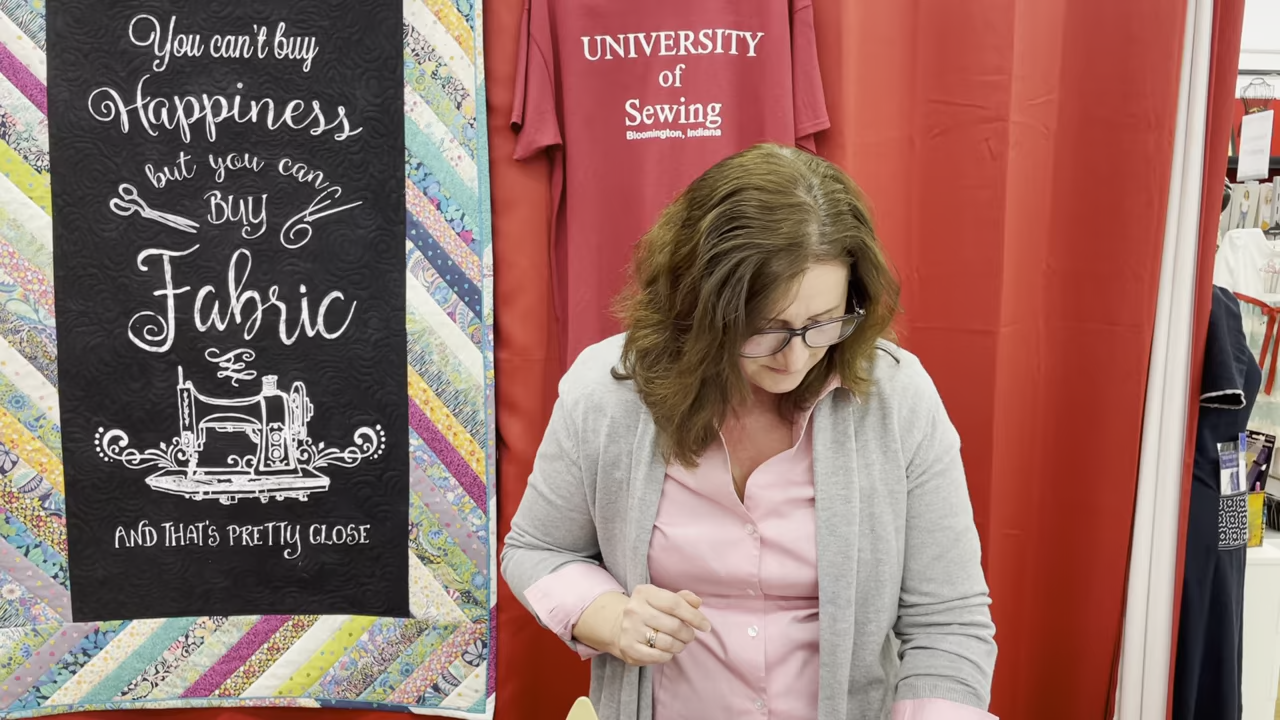 You can't buy
Happiness
but you can
BUY
Fabric
AND THAT'S PRETTY CLOSE
UNIVERSITY
of
Sewing
Bloomington, Indiana